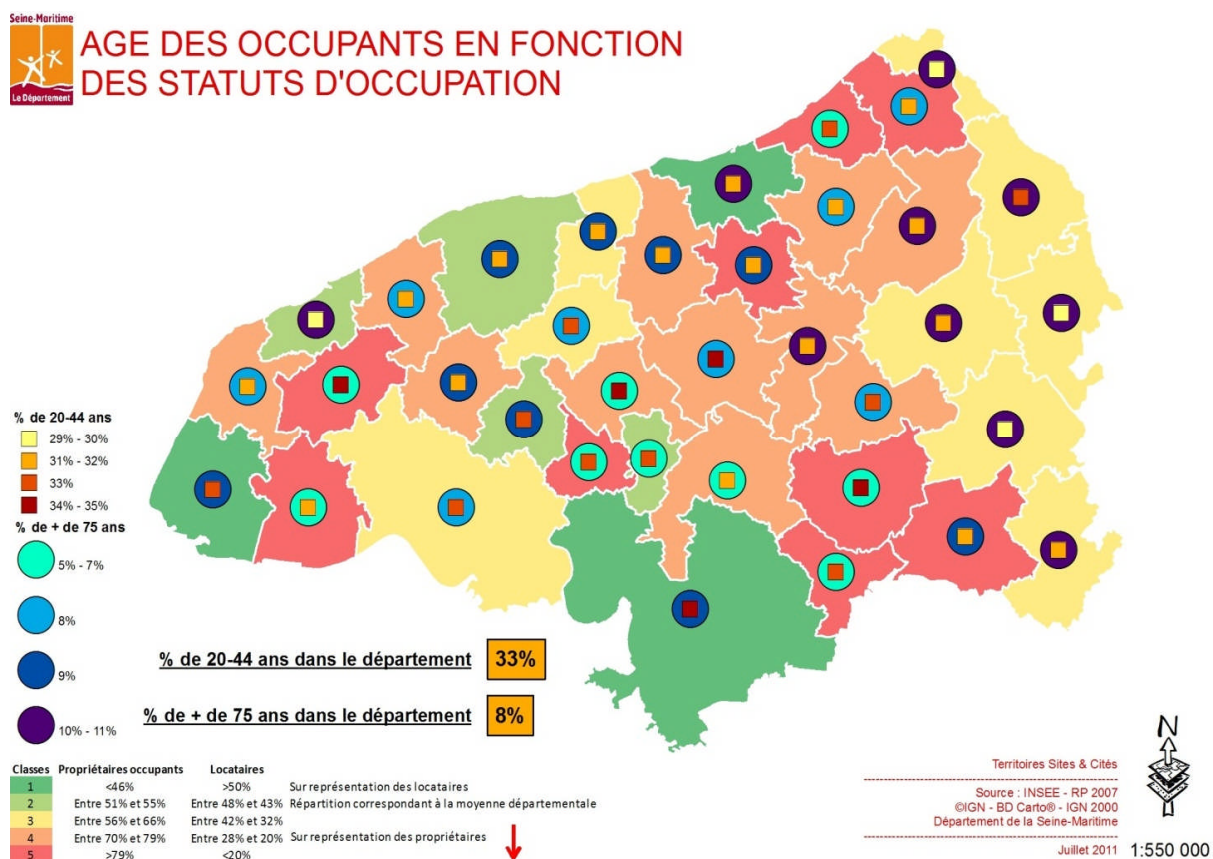 Seine-Maritime
Le Département
AGE DES OCCUPANTS EN FONCTION
DES STATUTS D'OCCUPATION
% de 20-44 ans
29% - 30%
31% - 32%
33%
34% - 35%
% de + de 75 ans
5% - 7%
8%
9%
10% - 11%
% de 20-44 ans dans le département 33%
% de + de 75 ans dans le département 8%
Classes Propriétaires occupants Locataires
1 <46% >50% Sur représentation des locataires
2 Entre 51% et 55% Entre 48% et 43% Répartition correspondant à la moyenne départementale
3 Entre 56% et 66% Entre 42% et 32%
4 Entre 70% et 79% Entre 28% et 20% Sur représentation des propriétaires
5 >79% <20%
N
Territoires Sites & Cités
Source : INSEE - RP 2007
©IGN - BD Carto® - IGN 2000
Département de la Seine-Maritime
Juillet 2011
1:550 000